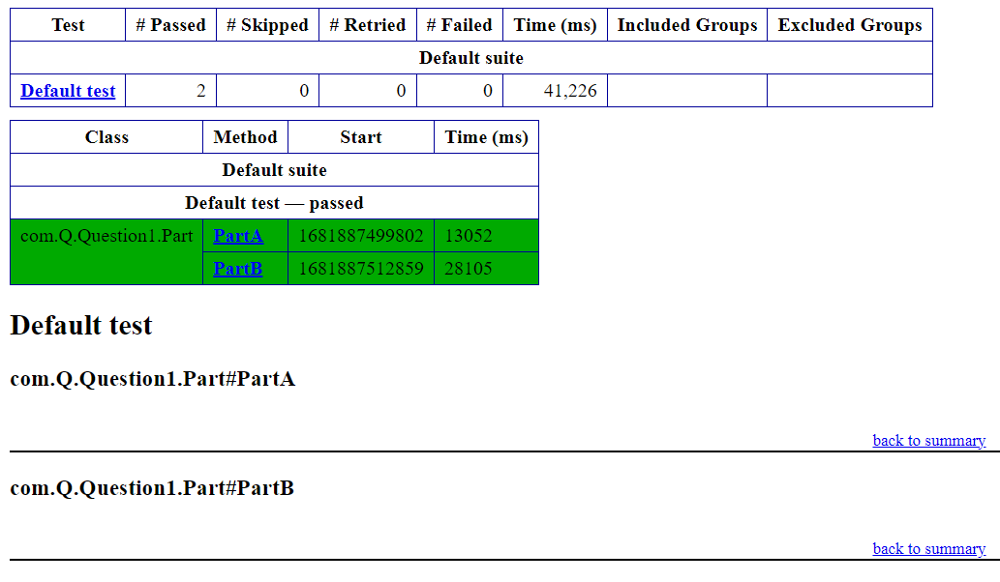 Test # Passed # Skipped # Retried # Failed Time (ms) Included Groups Excluded Groups
Default suite
Default test 2 0 0 0 41,226
Class Method Start Time (ms)
Default suite
Default test — passed
com.Q.Question1.Part PartA 1681887499802 13052
PartB 1681887512859 28105
Default test
com.Q.Question1.Part#PartA
back to summary
com.Q.Question1.Part#PartB
back to summary